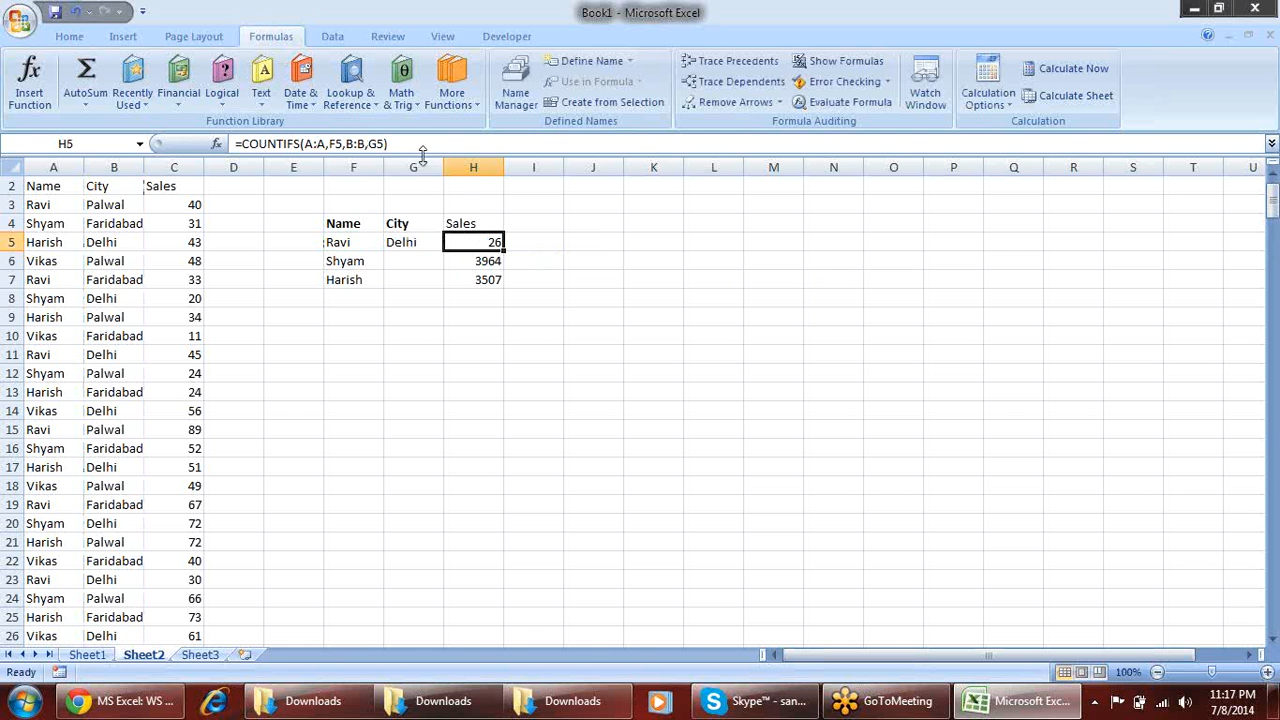 Book1 - Microsoft Excel
Home Insert Page Layout Formulas Data Review View Developer
Insert Function
AutoSum
Recently Used
Financial
Logical
Text
Date & Time
Lookup & Reference
Math & Trig
More Functions
Function Library
Name Manager
Define Name
Use in Formula
Create from Selection
Defined Names
Trace Precedents
Trace Dependents
Remove Arrows
Show Formulas
Error Checking
Evaluate Formula
Formula Auditing
Watch Window
Calculation Options
Calculate Now
Calculate Sheet
Calculation
H5 fx =COUNTIFS(A:A,F5,B:B,G5)
A B C D E F G H I J K L M N O P Q R S T U
2 Name City Sales
3 Ravi Palwal 40
4 Shyam Faridabad 31 Name City Sales
5 Harish Delhi 43 Ravi Delhi 26
6 Vikas Palwal 48 Shyam 3964
7 Ravi Faridabad 33 Harish 3507
8 Shyam Delhi 20
9 Harish Palwal 34
10 Vikas Faridabad 11
11 Ravi Delhi 45
12 Shyam Palwal 24
13 Harish Faridabad 24
14 Vikas Delhi 56
15 Ravi Palwal 89
16 Shyam Faridabad 52
17 Harish Delhi 51
18 Vikas Palwal 49
19 Ravi Faridabad 67
20 Shyam Delhi 72
21 Harish Palwal 72
22 Vikas Faridabad 40
23 Ravi Delhi 30
24 Shyam Palwal 66
25 Harish Faridabad 73
26 Vikas Delhi 61
Sheet1 Sheet2 Sheet3
Ready 100%
MS Excel: WS ... Downloads Downloads Downloads Skype™ - san... GoToMeeting Microsoft Exc... 11:17 PM
7/8/2014